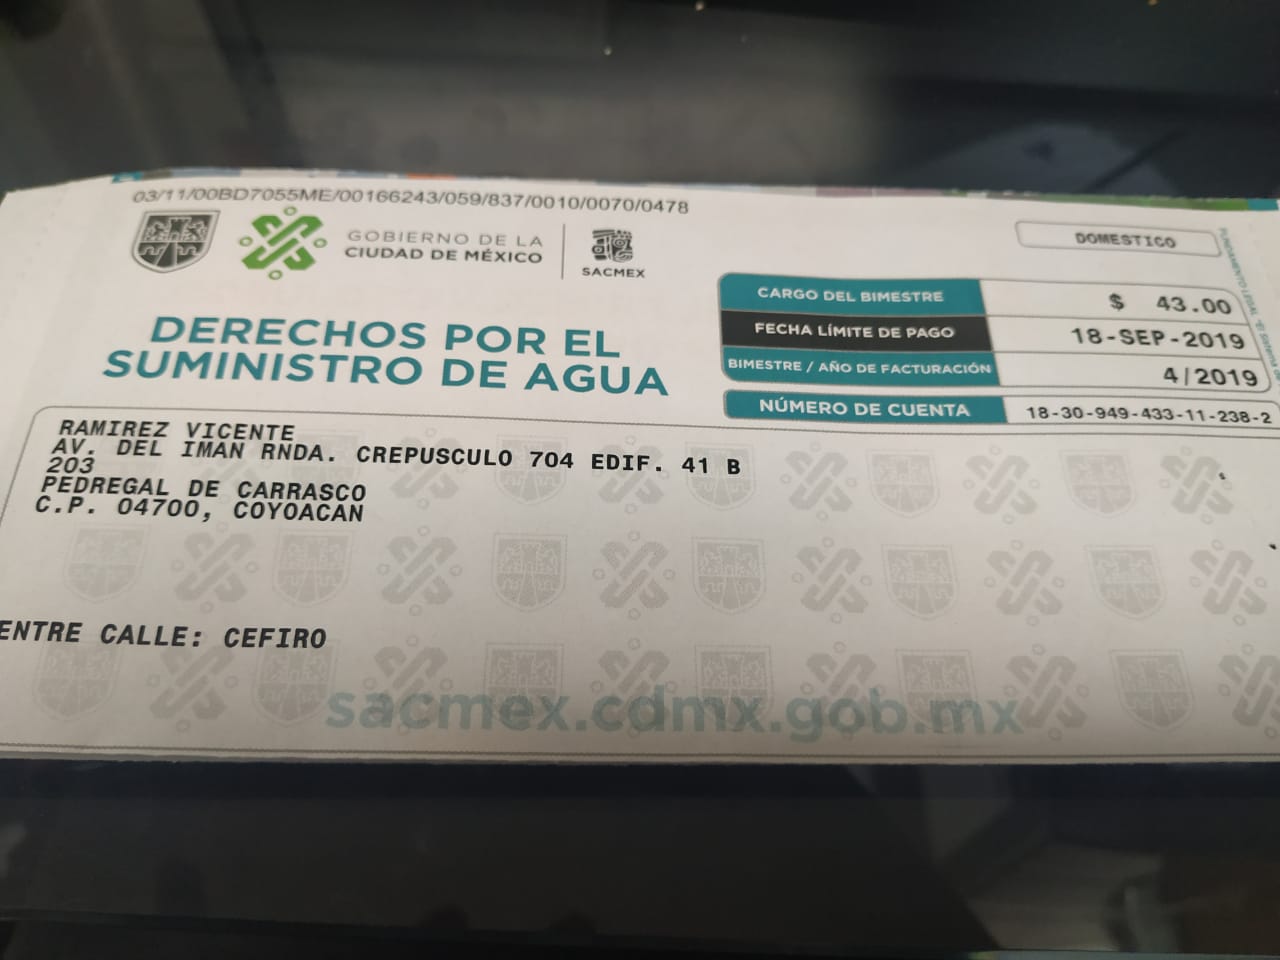 03/11/00BD7055ME/00166243/059/837/0010/0070/0478
GOBIERNO DE LA
CIUDAD DE MÉXICO
SACMEX
DOMESTICO
DERECHOS POR EL
SUMINISTRO DE AGUA
CARGO DEL BIMESTRE $ 43.00
FECHA LÍMITE DE PAGO 18-SEP-2019
BIMESTRE / AÑO DE FACTURACIÓN 4/2019
NÚMERO DE CUENTA 18-30-949-433-11-238-2
RAMIREZ VICENTE
AV. DEL IMAN RNDA. CREPUSCULO 704 EDIF. 41 B
203
PEDREGAL DE CARRASCO
C.P. 04700, COYOACAN
ENTRE CALLE: CEFIRO
sacmex.cdmx.gob.mx
FUNDAMENTO LEGAL